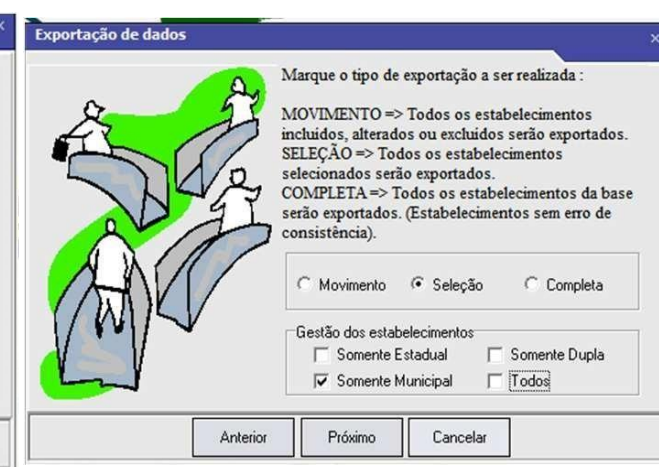 Exportação de dados
Marque o tipo de exportação a ser realizada :
MOVIMENTO => Todos os estabelecimentos
incluidos, alterados ou excluidos serão exportados.
SELEÇÃO => Todos os estabelecimentos
selecionados serão exportados.
COMPLETA => Todos os estabelecimentos da base
serão exportados. (Estabelecimentos sem erro de
consistência).
Movimento Seleção Completa
Gestão dos estabelecimentos
Somente Estadual Somente Dupla
Somente Municipal Todos
Anterior Próximo Cancelar